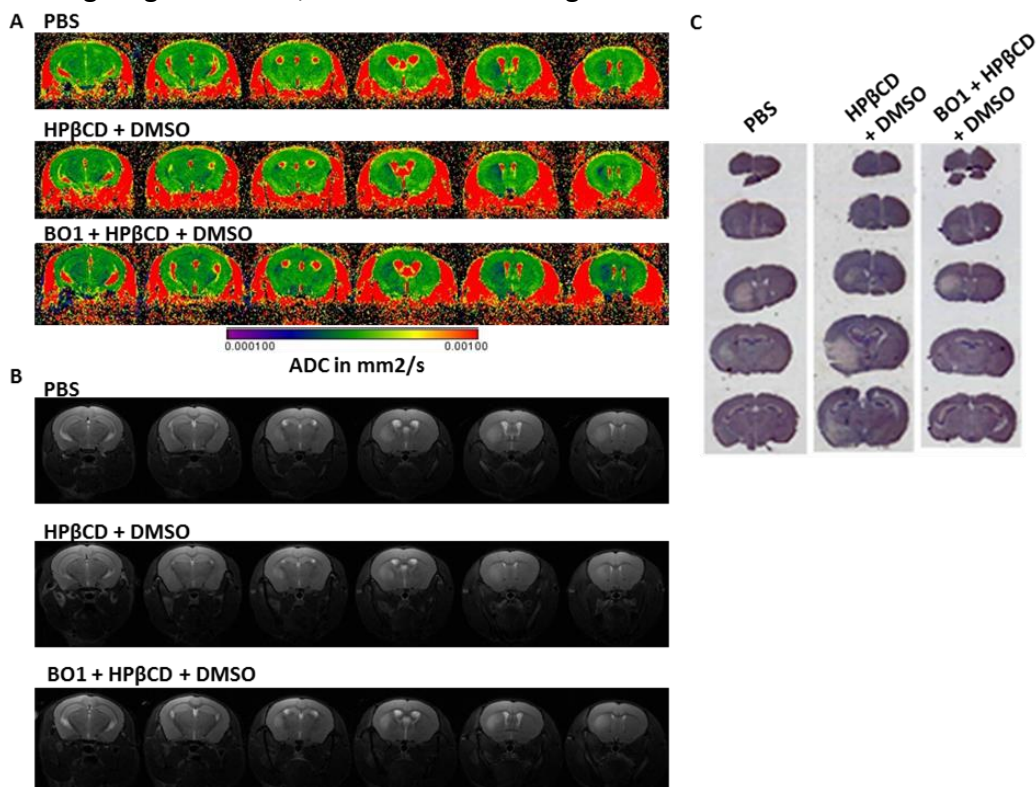 A
PBS
HPβCD + DMSO
BO1 + HPβCD + DMSO
0.000100
0.00100
ADC in mm2/s
B
PBS
HPβCD + DMSO
BO1 + HPβCD + DMSO
C
PBS
HPβCD
+ DMSO
BO1 + HPβCD
+ DMSO